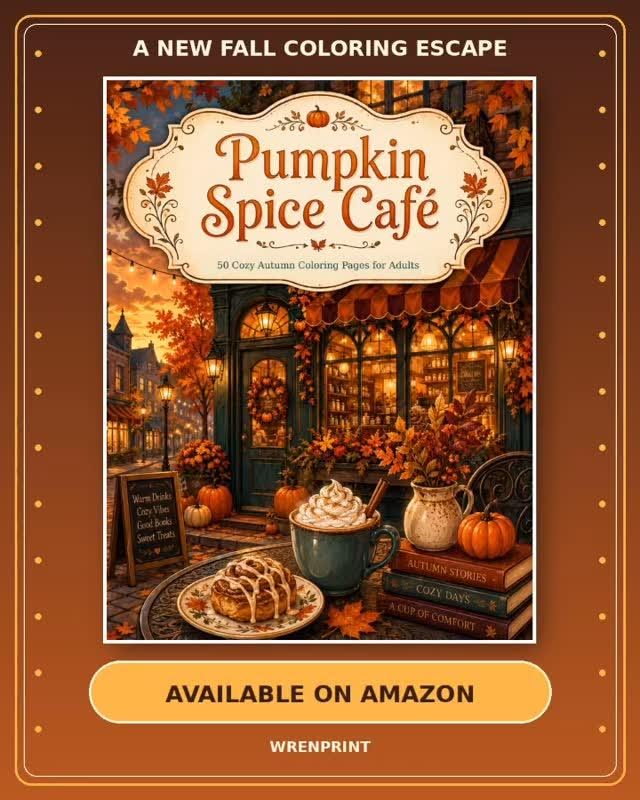 A NEW FALL COLORING ESCAPE
Pumpkin
Spice Café
50 Cozy Autumn Coloring Pages for Adults
Warm Drinks
Cozy Vibes
Good Books
Sweet Treats
AUTUMN STORIES
COZY DAYS
A CUP OF COMFORT
AVAILABLE ON AMAZON
WRENPRINT